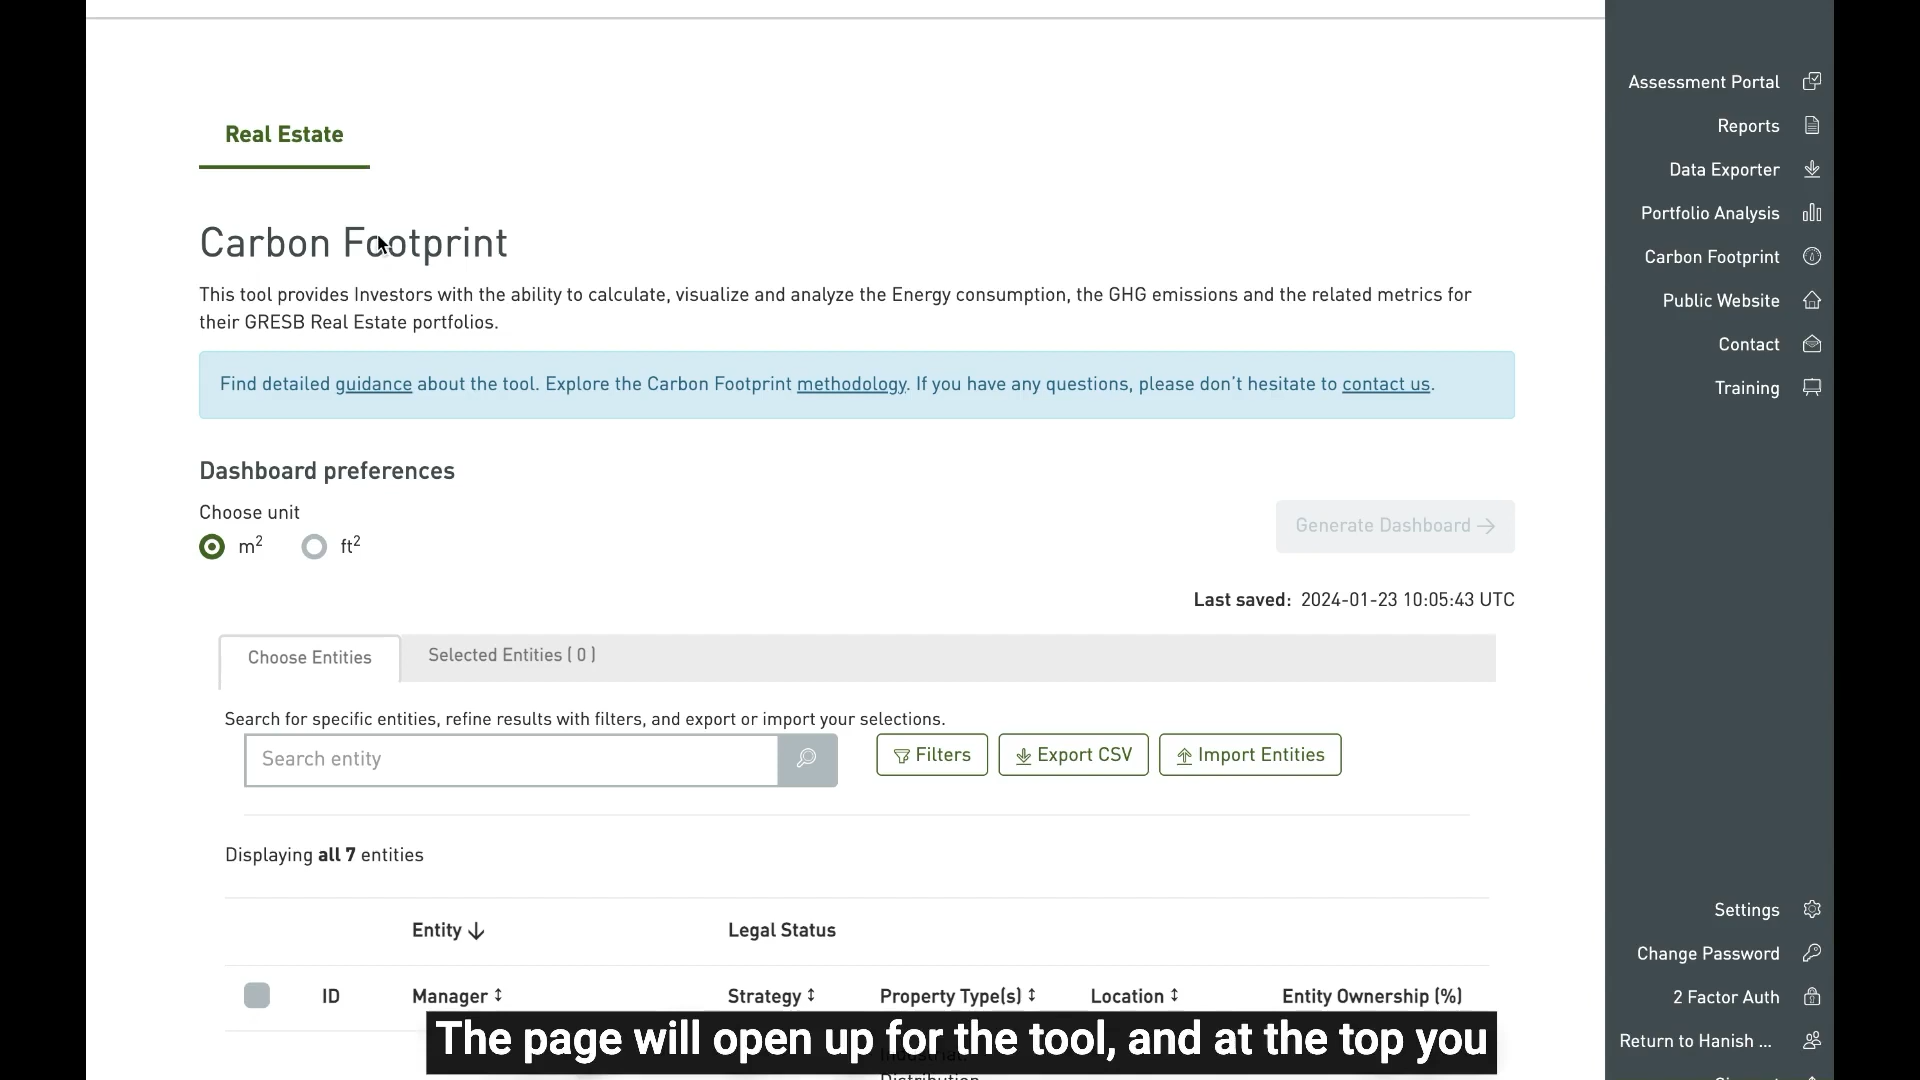 Assessment Portal
Reports
Data Exporter
Portfolio Analysis
Carbon Footprint
Public Website
Contact
Training
Real Estate
Carbon Footprint
This tool provides Investors with the ability to calculate, visualize and analyze the Energy consumption, the GHG emissions and the related metrics for
their GRESB Real Estate portfolios.
Find detailed guidance about the tool. Explore the Carbon Footprint methodology. If you have any questions, please don't hesitate to contact us.
Dashboard preferences
Choose unit
m² ft²
Generate Dashboard →
Last saved: 2024-01-23 10:05:43 UTC
Choose Entities Selected Entities ( 0 )
Search for specific entities, refine results with filters, and export or import your selections.
Search entity Filters Export CSV Import Entities
Displaying all 7 entities
Entity ↓ Legal Status
ID Manager ↕ Strategy ↕ Property Type(s) ↕ Location ↕ Entity Ownership (%)
The page will open up for the tool, and at the top you
Settings
Change Password
2 Factor Auth
Return to Hanish ...